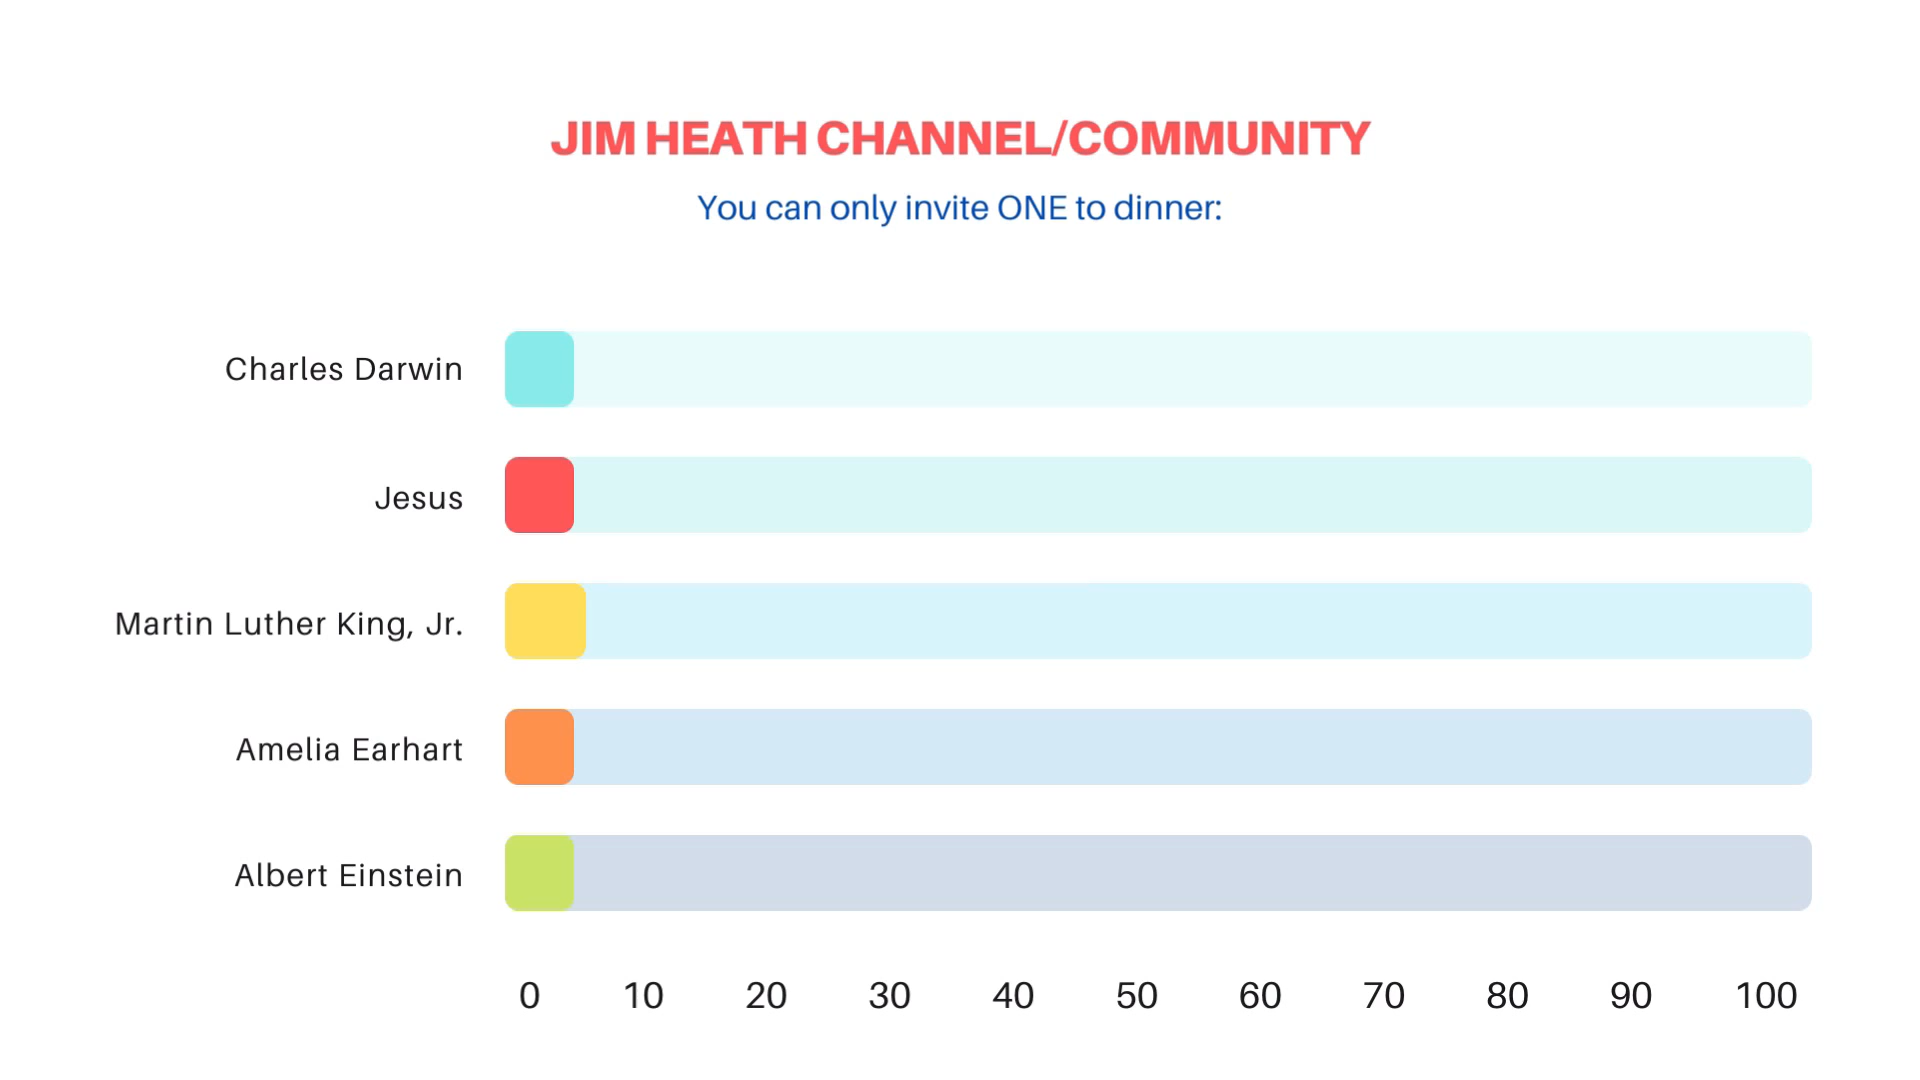 JIM HEATH CHANNEL/COMMUNITY
You can only invite ONE to dinner:
Charles Darwin
Jesus
Martin Luther King, Jr.
Amelia Earhart
Albert Einstein
0 10 20 30 40 50 60 70 80 90 100